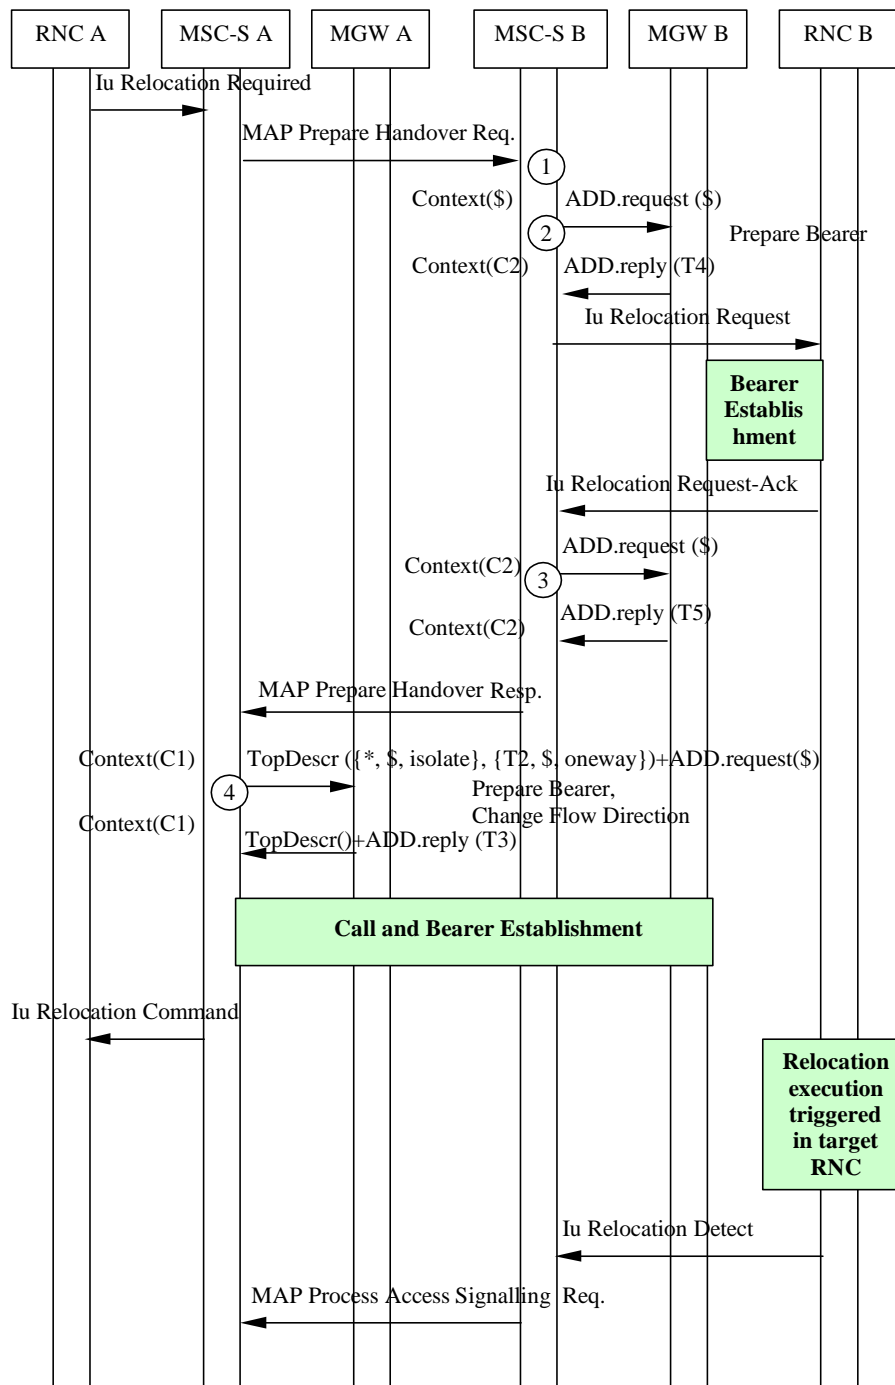 RNC A
MSC-S A
MGW A
MSC-S B
MGW B
RNC B
Iu Relocation Required
MAP Prepare Handover Req.
1
Context($)
ADD.request ($)
2
Prepare Bearer
Context(C2)
ADD.reply (T4)
Iu Relocation Request
Bearer
Establis
hment
Iu Relocation Request-Ack
ADD.request ($)
Context(C2)
3
Context(C2)
ADD.reply (T5)
MAP Prepare Handover Resp.
Context(C1)
TopDescr ({*, $, isolate}, {T2, $, oneway})+ADD.request($)
4
Prepare Bearer,
Change Flow Direction
Context(C1)
TopDescr()+ADD.reply (T3)
Call and Bearer Establishment
Iu Relocation Command
Relocation
execution
triggered
in target
RNC
Iu Relocation Detect
MAP Process Access Signalling Req.